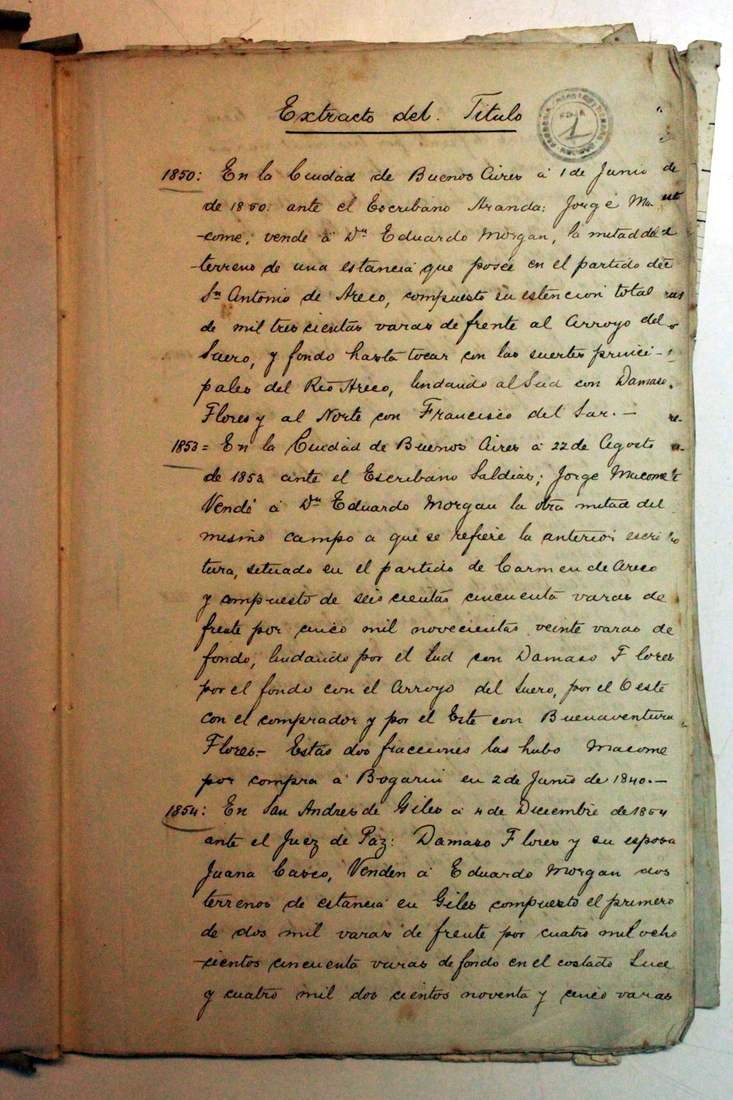 Extracto del. Titulo
1850: En la Ciudad de Buenos Aires á 1 de Junio de
de 1850: ante el Escribano Aranda: Jorge Ma
-come, vende á Dn Eduardo Morgan, la mitad del
-terreno de una estancia que posée en el partido de
Sn Antonio de Areco, compuesto su estencion total
de mil trescientas varas de frente al Arroyo del
Suero, y fondo hasta tocar con las suertes princi-
pales del Rio Areco, lindando al Sud con Damaso
Flores y al Norte con Francisco del Sar.-
1853= En la Ciudad de Buenos Aires á 22 de Agosto
de 1853 ante el Escribano Saldias; Jorge Macome
Vendé á Dn Eduardo Morgan la otra mitad del
mismo campo a que se refiere la anterior escri
tura, situado en el partido de Carmen de Areco
y compuesto de seis cientas cincuenta varas de
frente por cinco mil novecientas veinte varas de
fondo, lindando por el Sud con Damaso Flores
por el fondo con el Arroyo del Suero, por el Oeste
con el comprador y por el Este con Buenaventura
Flores.- Estas dos fracciones las hubo Macome
por compra á Bogarin en 2 de Junio de 1840.-
1854: En San Andres de Giles á 4 de Diciembre de 1854
ante el Juez de Paz: Damaso Flores y su esposa
Juana Casco, Venden á Eduardo Morgan dos
terrenos de estancia en Giles compuesto el primero
de dos mil varas de frente por cuatro mil ocho
-cientos cincuenta varas de fondo en el costado
y cuatro mil dos cientos noventa y cinco varas